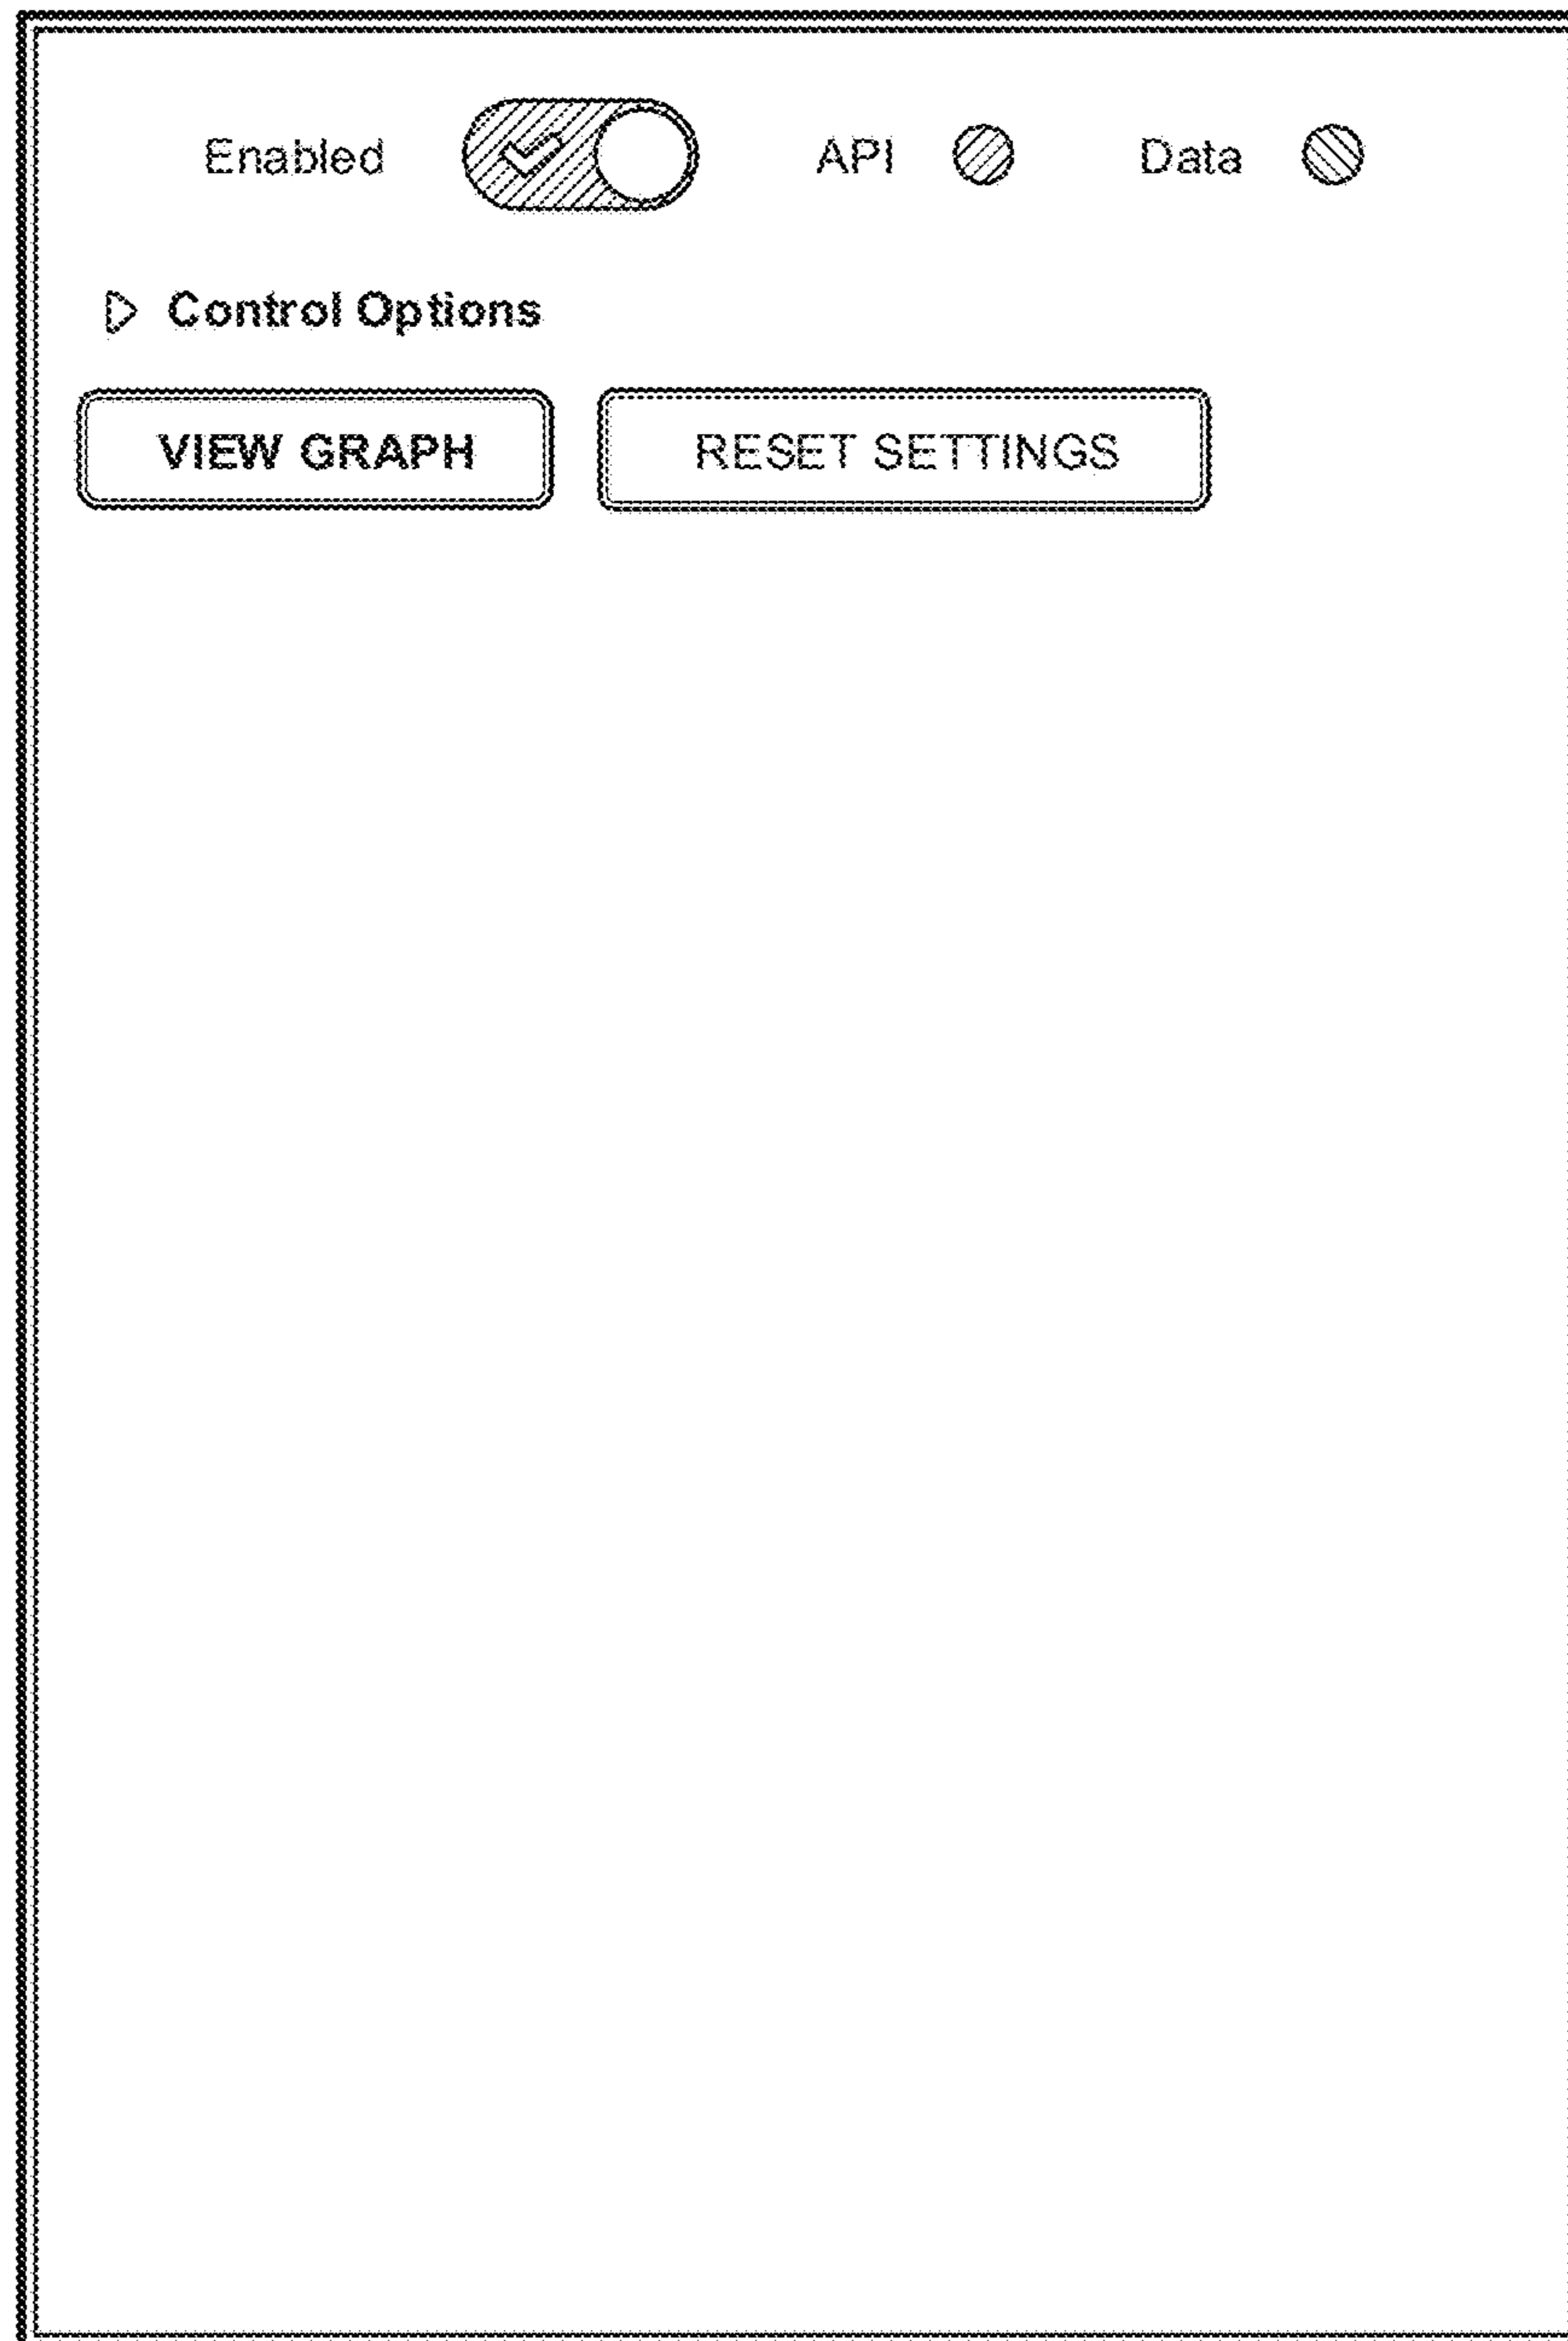 Enabled API Data
Control Options
VIEW GRAPH RESET SETTINGS